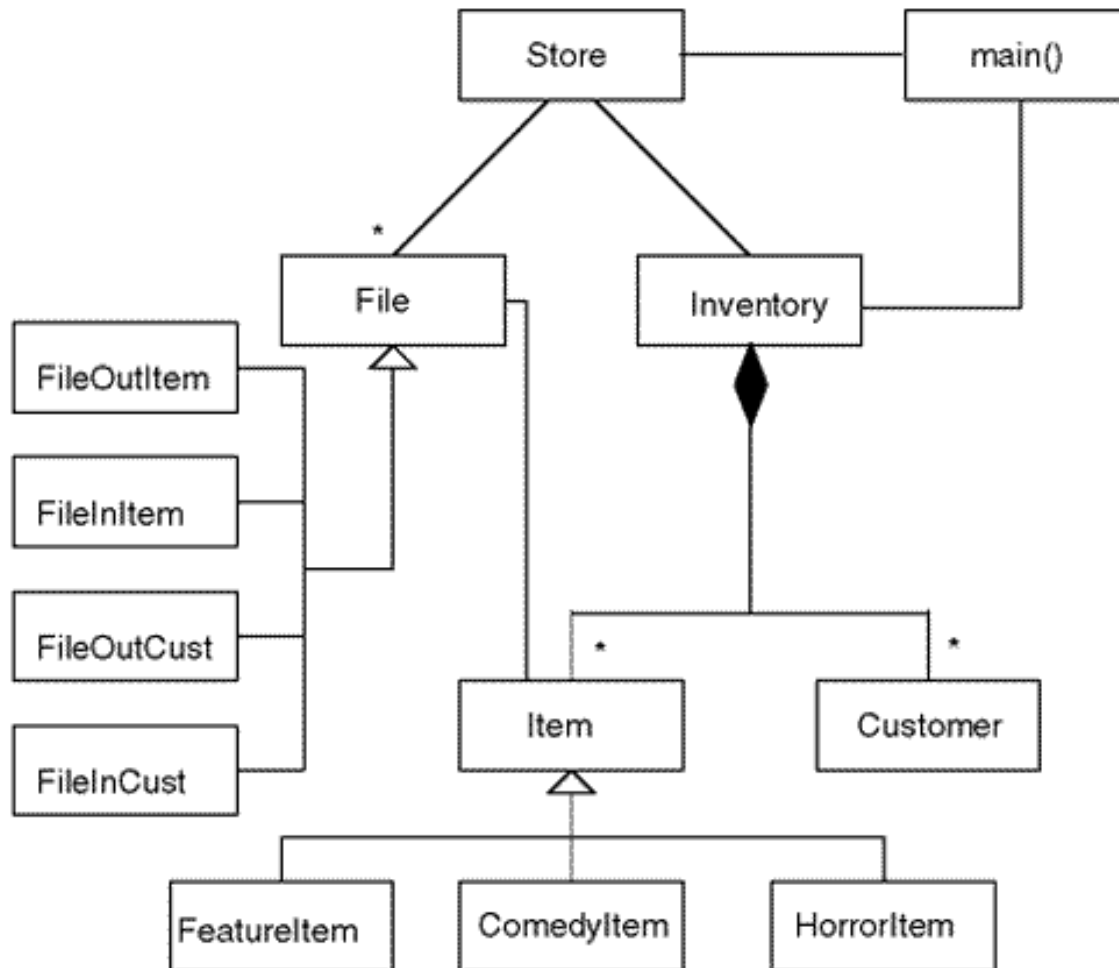 Store
main()
*
File
Inventory
FileOutItem
FileInItem
FileOutCust
*
*
Item
Customer
FileInCust
FeatureItem
ComedyItem
HorrorItem